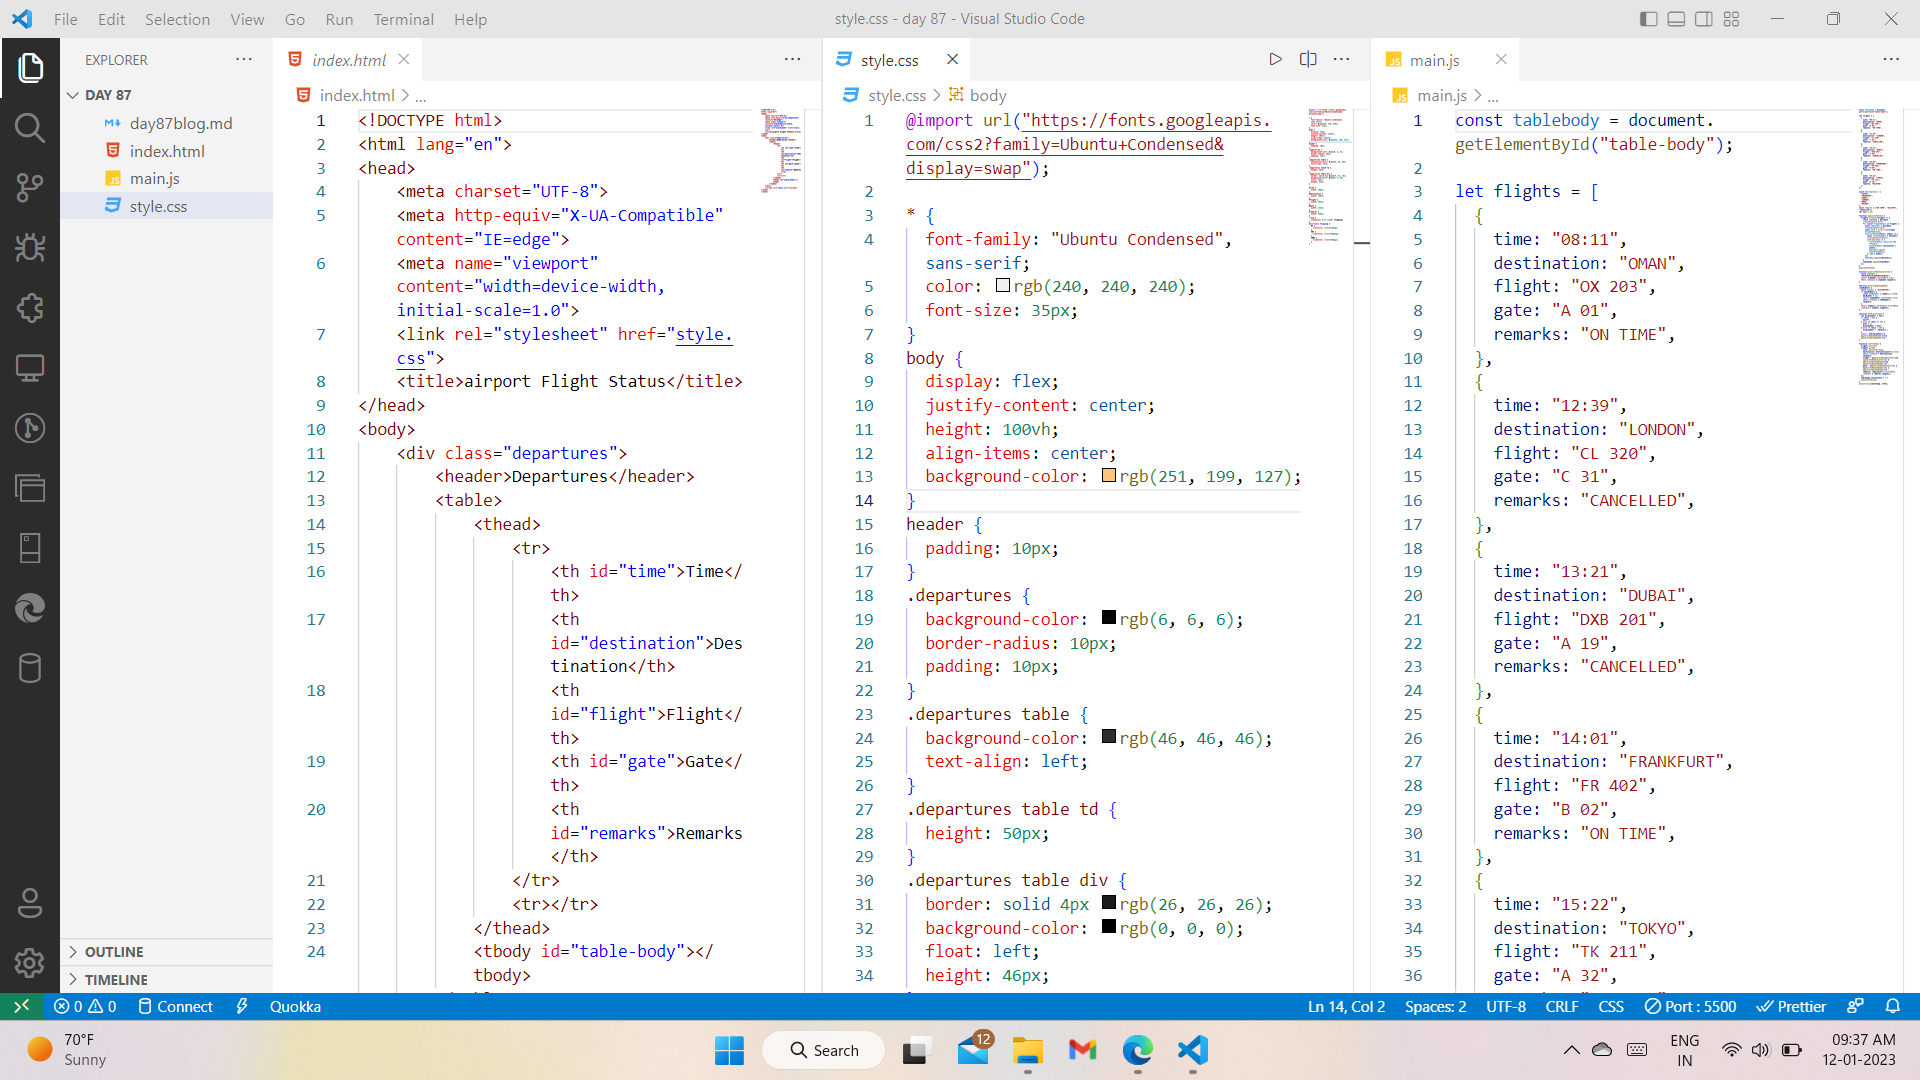 File Edit Selection View Go Run Terminal Help
style.css - day 87 - Visual Studio Code
EXPLORER
DAY 87
day87blog.md
index.html
main.js
style.css
OUTLINE
TIMELINE
index.html
index.html > ...
1 <!DOCTYPE html>
2 <html lang="en">
3 <head>
4 <meta charset="UTF-8">
5 <meta http-equiv="X-UA-Compatible"
content="IE=edge">
6 <meta name="viewport"
content="width=device-width,
initial-scale=1.0">
7 <link rel="stylesheet" href="style.
css">
8 <title>airport Flight Status</title>
9 </head>
10 <body>
11 <div class="departures">
12 <header>Departures</header>
13 <table>
14 <thead>
15 <tr>
16 <th id="time">Time</
th>
17 <th
id="destination">Des
tination</th>
18 <th
id="flight">Flight</
th>
19 <th id="gate">Gate</
th>
20 <th
id="remarks">Remarks
</th>
21 </tr>
22 <tr></tr>
23 </thead>
24 <tbody id="table-body"></
tbody>
style.css
style.css > body
1 @import url("https://fonts.googleapis.
com/css2?family=Ubuntu+Condensed&
display=swap");
2
3 * {
4 font-family: "Ubuntu Condensed",
sans-serif;
5 color: rgb(240, 240, 240);
6 font-size: 35px;
7 }
8 body {
9 display: flex;
10 justify-content: center;
11 height: 100vh;
12 align-items: center;
13 background-color: rgb(251, 199, 127);
14 }
15 header {
16 padding: 10px;
17 }
18 .departures {
19 background-color: rgb(6, 6, 6);
20 border-radius: 10px;
21 padding: 10px;
22 }
23 .departures table {
24 background-color: rgb(46, 46, 46);
25 text-align: left;
26 }
27 .departures table td {
28 height: 50px;
29 }
30 .departures table div {
31 border: solid 4px rgb(26, 26, 26);
32 background-color: rgb(0, 0, 0);
33 float: left;
34 height: 46px;
main.js
main.js > ...
1 const tablebody = document.
getElementById("table-body");
2
3 let flights = [
4 {
5 time: "08:11",
6 destination: "OMAN",
7 flight: "OX 203",
8 gate: "A 01",
9 remarks: "ON TIME",
10 },
11 {
12 time: "12:39",
13 destination: "LONDON",
14 flight: "CL 320",
15 gate: "C 31",
16 remarks: "CANCELLED",
17 },
18 {
19 time: "13:21",
20 destination: "DUBAI",
21 flight: "DXB 201",
22 gate: "A 19",
23 remarks: "CANCELLED",
24 },
25 {
26 time: "14:01",
27 destination: "FRANKFURT",
28 flight: "FR 402",
29 gate: "B 02",
30 remarks: "ON TIME",
31 },
32 {
33 time: "15:22",
34 destination: "TOKYO",
35 flight: "TK 211",
36 gate: "A 32",
0 0 Connect Quokka
Ln 14, Col 2 Spaces: 2 UTF-8 CRLF CSS Port : 5500 Prettier
70°F
Sunny
Search
12
ENG
IN
09:37 AM
12-01-2023